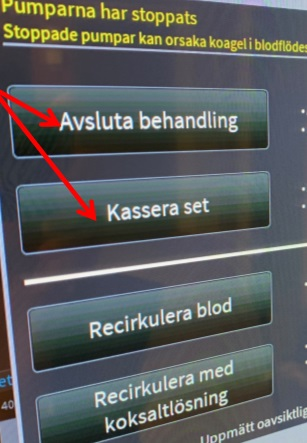 Pumparna har stoppats
Stoppade pumpar kan orsaka koagel i blodflödes
Avsluta behandling
Kassera set
Recirkulera blod
Recirkulera med
koksaltlösning
40
Uppmätt oavsiktlig